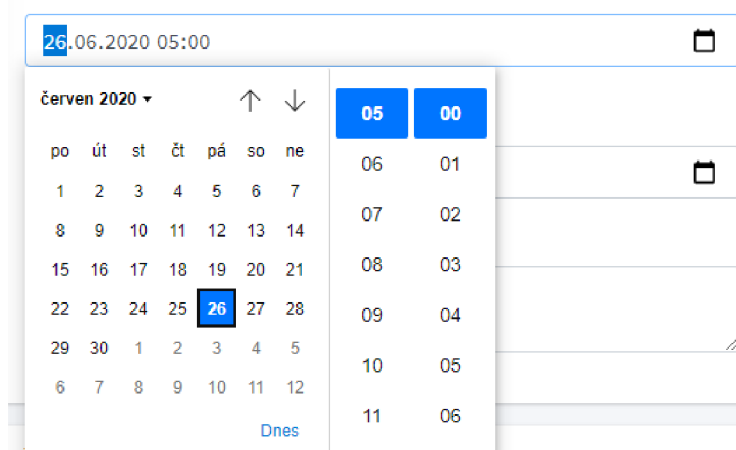 26.06.2020 05:00
červen 2020
po út st čt pá so ne
1 2 3 4 5 6 7
8 9 10 11 12 13 14
15 16 17 18 19 20 21
22 23 24 25 26 27 28
29 30 1 2 3 4 5
6 7 8 9 10 11 12
Dnes
05 00
06 01
07 02
08 03
09 04
10 05
11 06